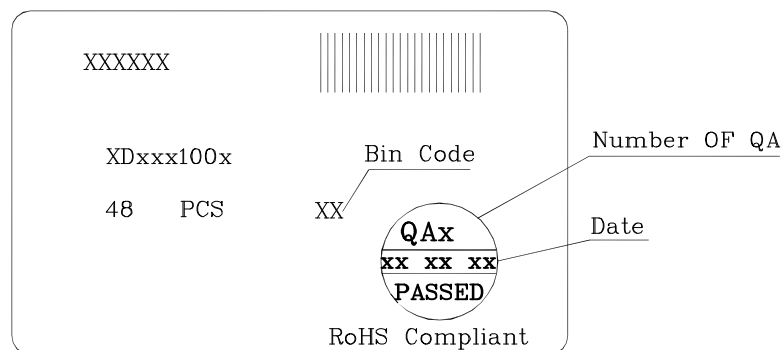 XXXXXX
Number OF QA
XDxxx100x
Bin Code
48 PCS
XX
QAx
Date
xx xx xx
PASSED
RoHS Compliant